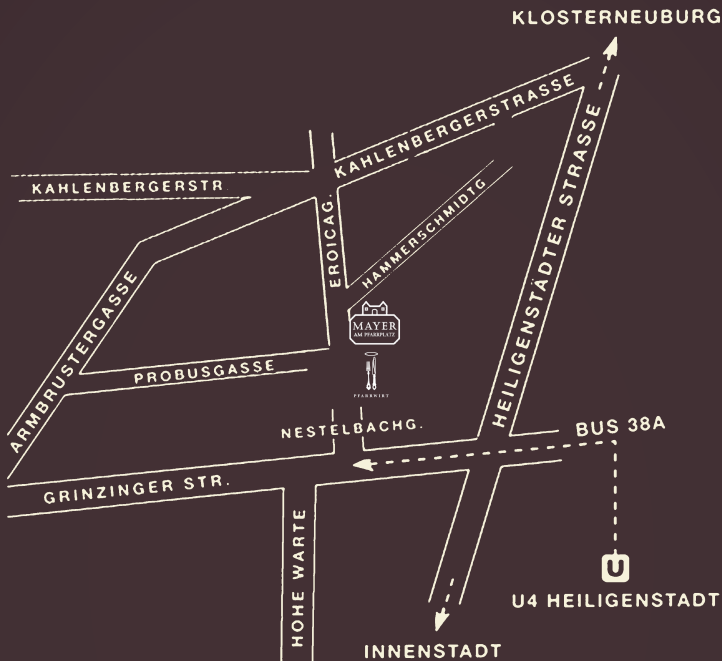 KLOSTERNEUBURG
KAHLENBERGERSTRASSE
KAHLENBERGERSTR.
HEILIGENSTÄDTER STRASSE
EROICAG.
HAMMERSCHMIDTG
ARMBRUSTERGASSE
MAYER
AM PFARRPLATZ
PROBUSGASSE
PFARRWIRT
NESTELBACHG.
BUS 38A
GRINZINGER STR.
HOHE WARTE
U
U4 HEILIGENSTADT
INNENSTADT